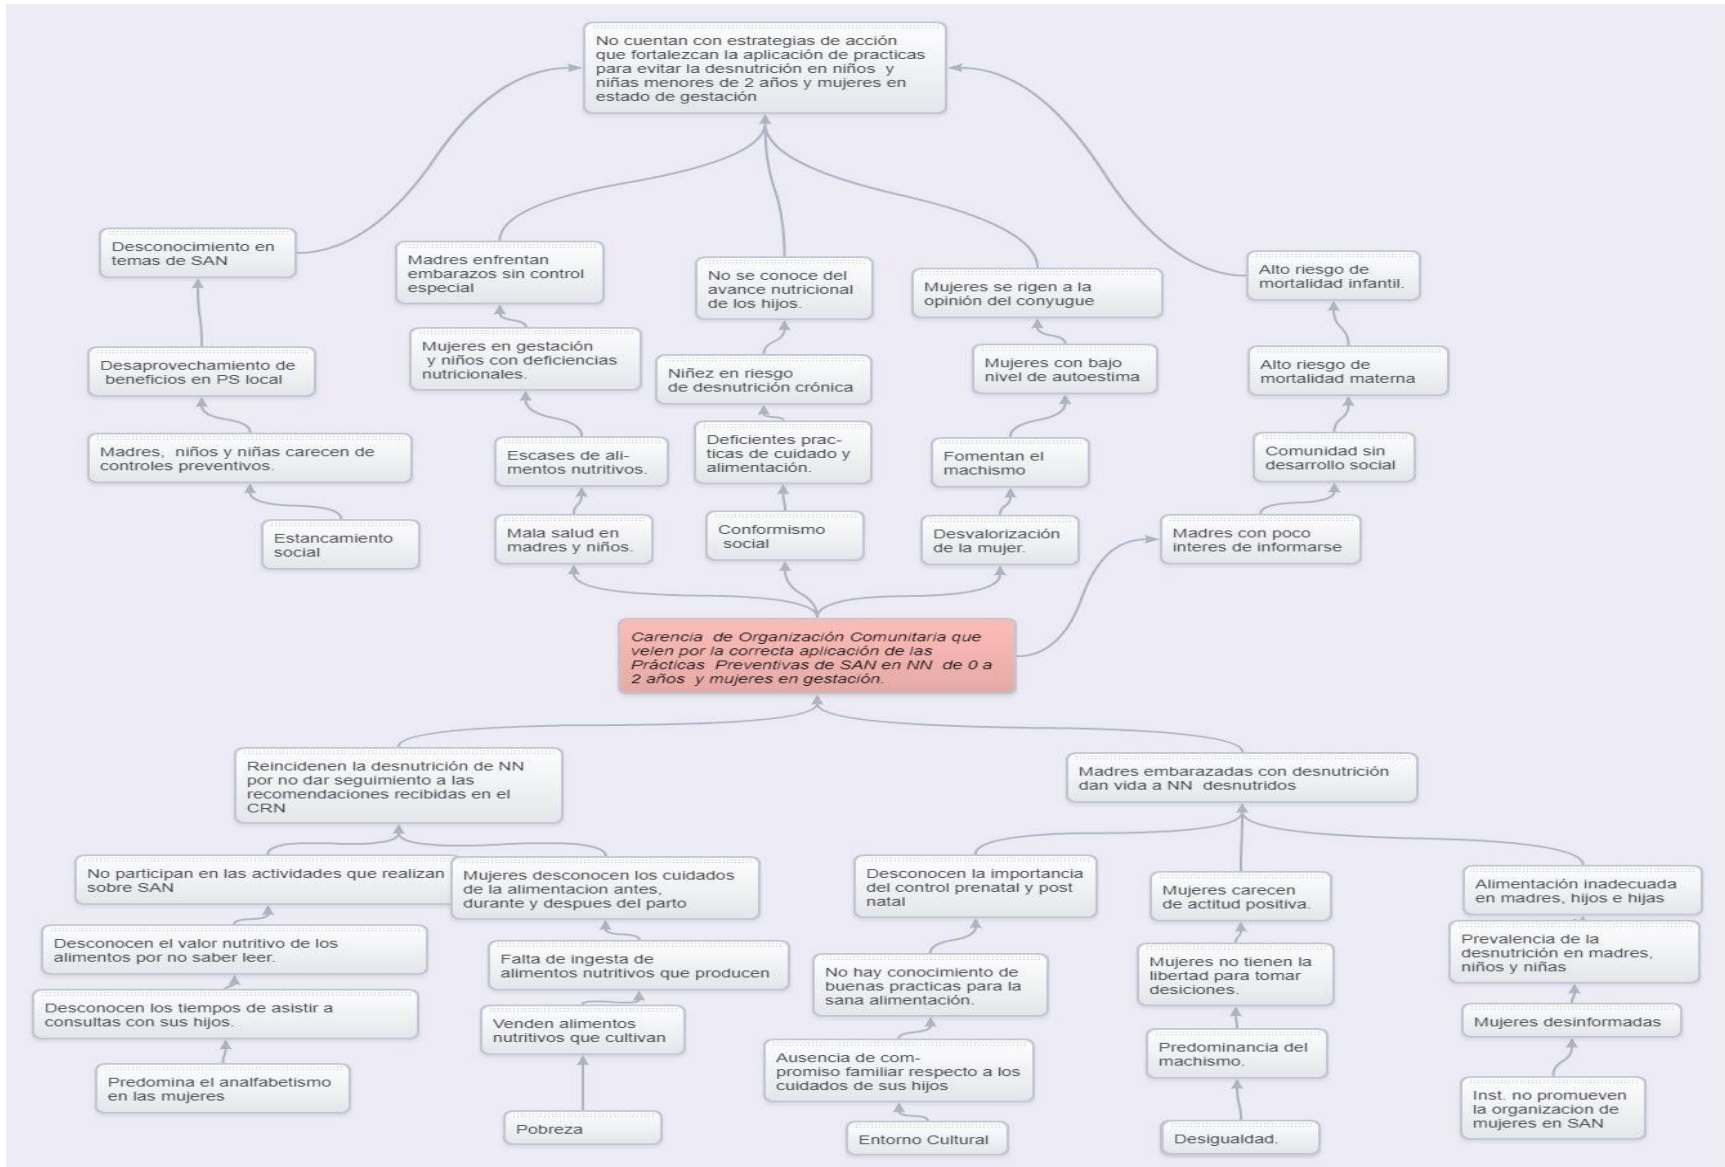 No cuentan con estrategias de acción
que fortalezcan la aplicación de practicas
para evitar la desnutrición en niños y
niñas menores de 2 años y mujeres en
estado de gestación
Desconocimiento en
temas de SAN
Madres enfrentan
embarazos sin control
especial
No se conoce del
avance nutricional
de los hijos.
Mujeres se rigen a la
opinión del conyugue
Alto riesgo de
mortalidad infantil.
Desaprovechamiento de
beneficios en PS local
Mujeres en gestación
y niños con deficiencias
nutricionales.
Niñez en riesgo
de desnutrición crónica
Mujeres con bajo
nivel de autoestima
Alto riesgo de
mortalidad materna
Madres, niños y niñas carecen de
controles preventivos.
Escases de ali-
mentos nutritivos.
Deficientes prac-
ticas de cuidado y
alimentación.
Fomentan el
machismo
Comunidad sin
desarrollo social
Estancamiento
social
Mala salud en
madres y niños.
Conformismo
social
Desvalorización
de la mujer.
Madres con poco
interes de informarse
Carencia de Organización Comunitaria que
velen por la correcta aplicación de las
Prácticas Preventivas de SAN en NN de 0 a
2 años y mujeres en gestación.
Reincidenen la desnutrición de NN
por no dar seguimiento a las
recomendaciones recibidas en el
CRN
Madres embarazadas con desnutrición
dan vida a NN desnutridos
No participan en las actividades que realizan
sobre SAN
Mujeres desconocen los cuidados
de la alimentacion antes,
durante y despues del parto
Desconocen la importancia
del control prenatal y post
natal
Mujeres carecen
de actitud positiva.
Alimentación inadecuada
en madres, hijos e hijas
Desconocen el valor nutritivo de los
alimentos por no saber leer.
Falta de ingesta de
alimentos nutritivos que producen
No hay conocimiento de
buenas practicas para la
sana alimentación.
Mujeres no tienen la
libertad para tomar
desiciones.
Prevalencia de la
desnutrición en madres,
niños y niñas
Desconocen los tiempos de asistir a
consultas con sus hijos.
Venden alimentos
nutritivos que cultivan
Ausencia de com-
promiso familiar respecto a los
cuidados de sus hijos
Predominancia del
machismo.
Mujeres desinformadas
Predomina el analfabetismo
en las mujeres
Pobreza
Entorno Cultural
Desigualdad.
Inst. no promueven
la organizacion de
mujeres en SAN